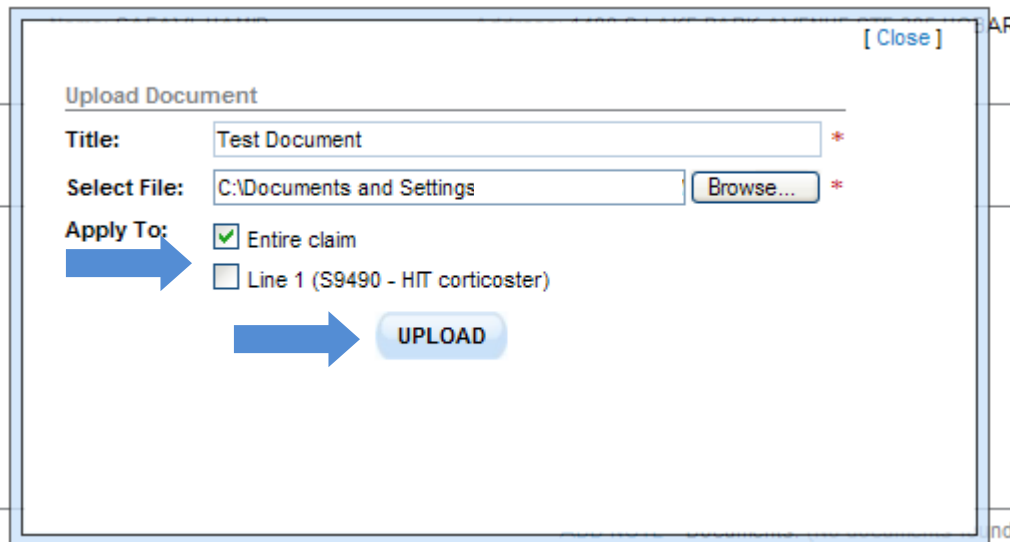 [ Close ]
Upload Document
Title: Test Document *
Select File: C:\Documents and Settings Browse... *
Apply To: Entire claim
Line 1 (S9490 - HIT corticoster)
UPLOAD